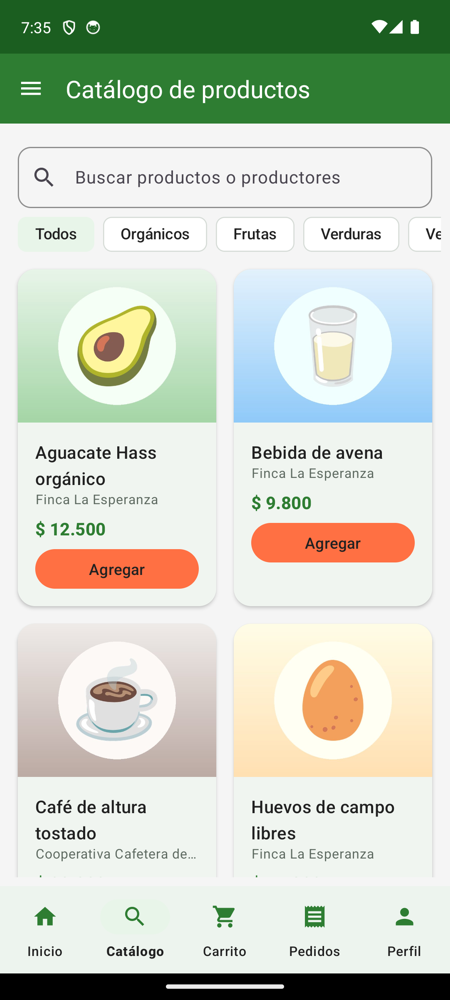 7:35
Catálogo de productos
Buscar productos o productores
Todos
Orgánicos
Frutas
Verduras
Ve
Aguacate Hass
orgánico
Finca La Esperanza
$ 12.500
Agregar
Bebida de avena
Finca La Esperanza
$ 9.800
Agregar
Café de altura
tostado
Cooperativa Cafetera de…
Huevos de campo
libres
Finca La Esperanza
Inicio
Catálogo
Carrito
Pedidos
Perfil